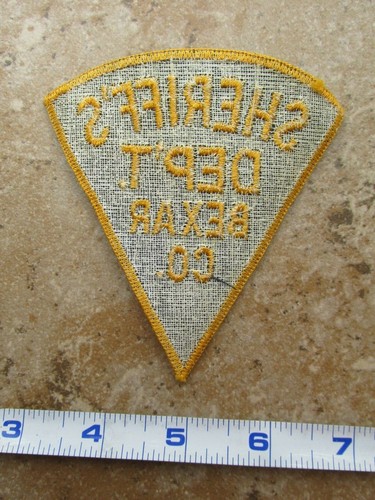 SHERIFF'S
DEP'T.
BEXAR
CO.
3 4 5 6 7